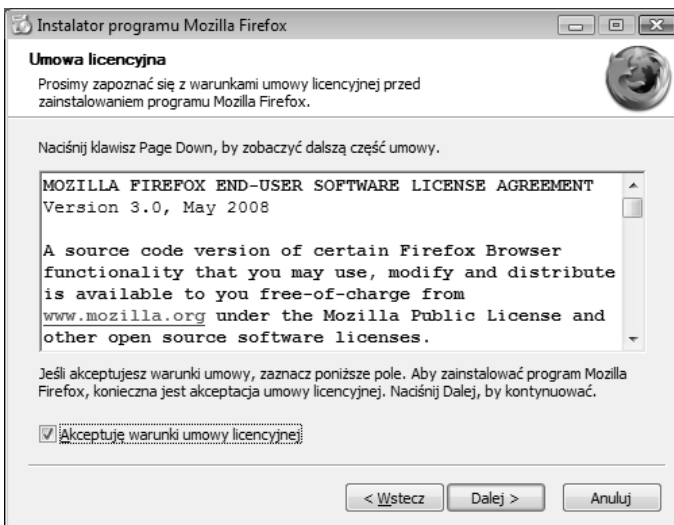 Instalator programu Mozilla Firefox
Umowa licencyjna
Prosimy zapoznać się z warunkami umowy licencyjnej przed
zainstalowaniem programu Mozilla Firefox.
Naciśnij klawisz Page Down, by zobaczyć dalszą część umowy.
MOZILLA FIREFOX END-USER SOFTWARE LICENSE AGREEMENT
Version 3.0, May 2008
A source code version of certain Firefox Browser
functionality that you may use, modify and distribute
is available to you free-of-charge from
www.mozilla.org under the Mozilla Public License and
other open source software licenses.
Jeśli akceptujesz warunki umowy, zaznacz poniższe pole. Aby zainstalować program Mozilla
Firefox, konieczna jest akceptacja umowy licencyjnej. Naciśnij Dalej, by kontynuować.
Akceptuję warunki umowy licencyjnej
< Wstecz Dalej > Anuluj